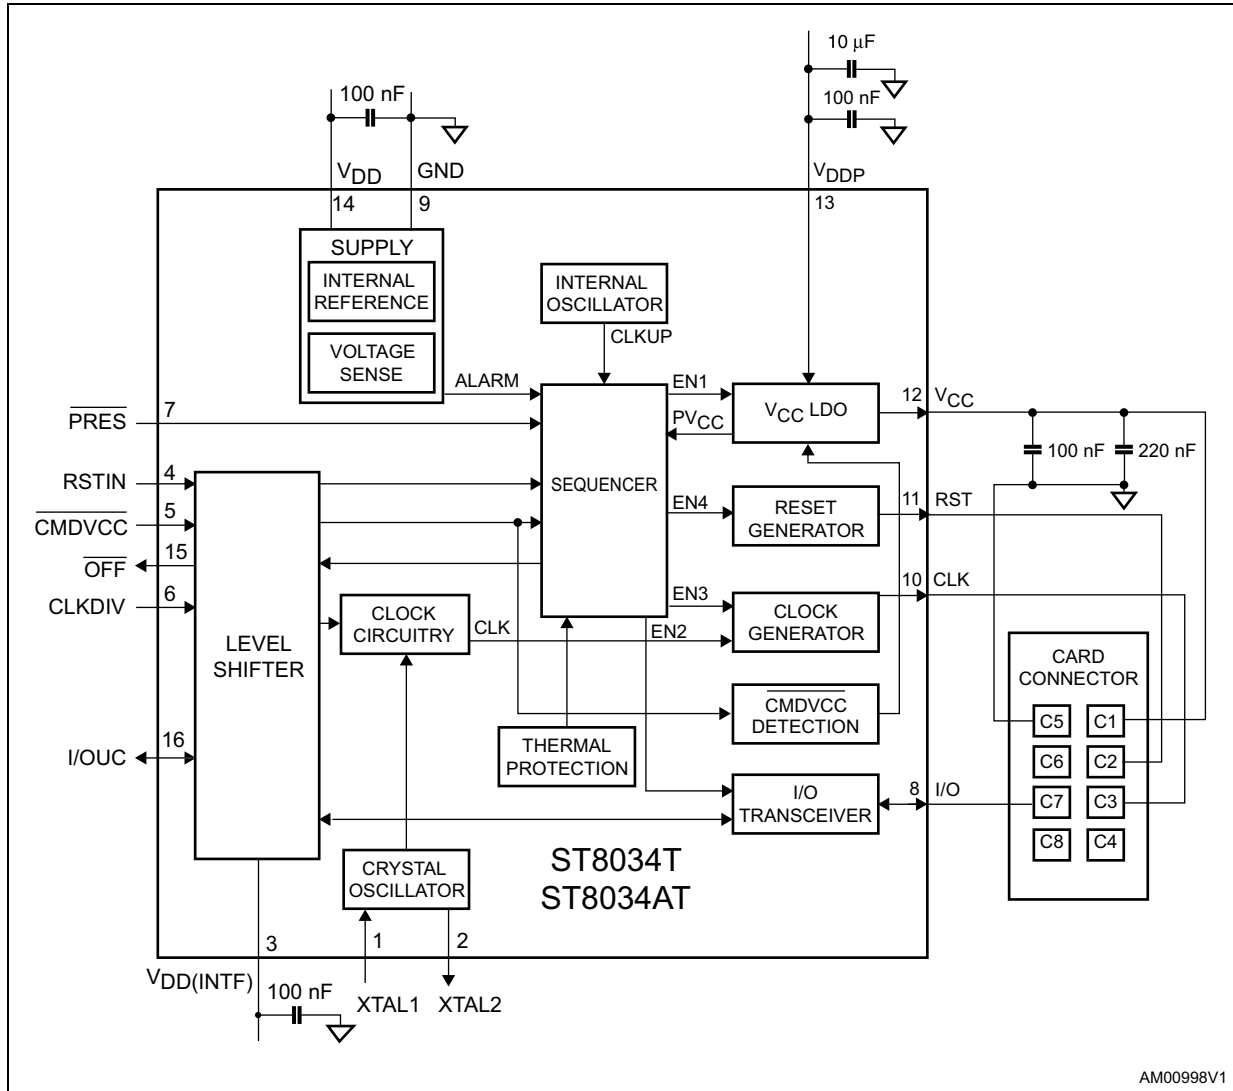 10 μF
100 nF
100 nF
VDD
GND
VDDP
14
9
13
SUPPLY
INTERNAL
REFERENCE
VOLTAGE
SENSE
INTERNAL
OSCILLATOR
CLKUP
ALARM
EN1
VCC LDO
PVCC
12
VCC
PRES
7
100 nF
220 nF
RSTIN
4
SEQUENCER
CMDVCC
5
EN4
RESET
GENERATOR
11
RST
OFF
15
10
CLK
CLKDIV
6
CLOCK
CIRCUITRY
CLK
EN3
EN2
CLOCK
GENERATOR
LEVEL
SHIFTER
CARD
CONNECTOR
CMDVCC
DETECTION
C5
C1
I/OUC
16
THERMAL
PROTECTION
C6
C2
I/O
TRANSCEIVER
8
I/O
C7
C3
C8
C4
CRYSTAL
OSCILLATOR
ST8034T
ST8034AT
3
1
2
VDD(INTF)
100 nF
XTAL1
XTAL2
AM00998V1